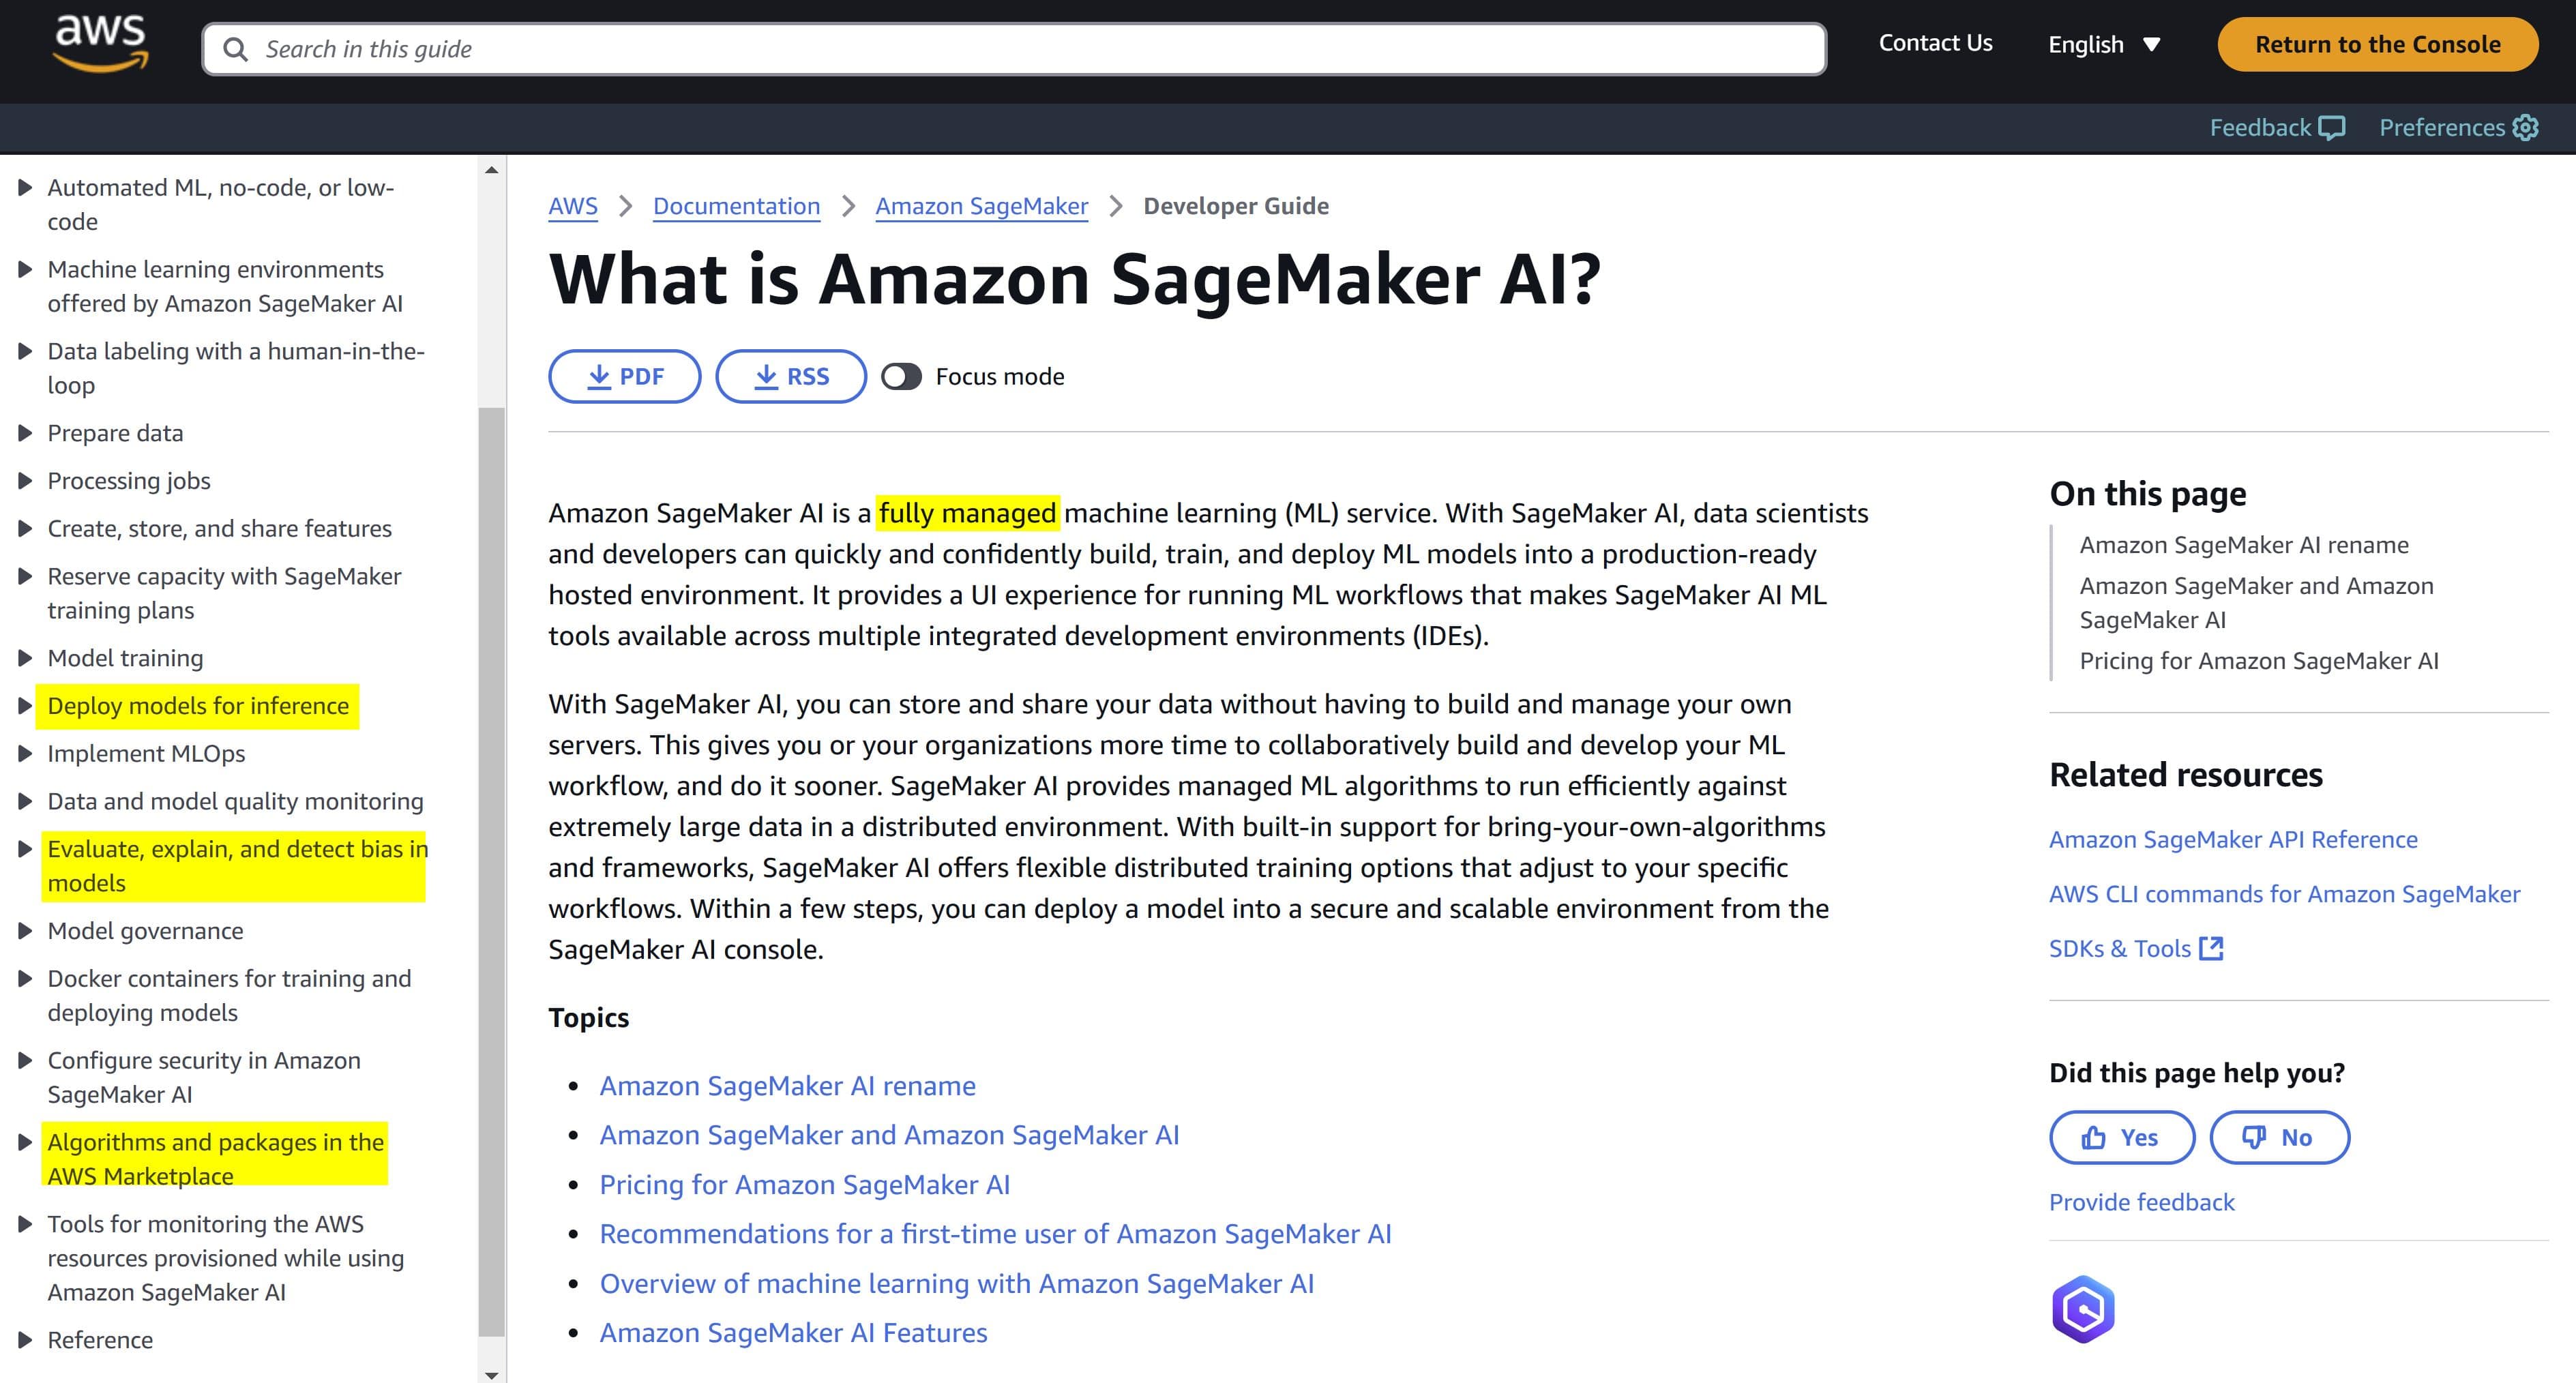 aws
Search in this guide
Contact Us
English
Return to the Console
Feedback
Preferences
Automated ML, no-code, or low-
code
Machine learning environments
offered by Amazon SageMaker AI
Data labeling with a human-in-the-
loop
Prepare data
Processing jobs
Create, store, and share features
Reserve capacity with SageMaker
training plans
Model training
Deploy models for inference
Implement MLOps
Data and model quality monitoring
Evaluate, explain, and detect bias in
models
Model governance
Docker containers for training and
deploying models
Configure security in Amazon
SageMaker AI
Algorithms and packages in the
AWS Marketplace
Tools for monitoring the AWS
resources provisioned while using
Amazon SageMaker AI
Reference
AWS > Documentation > Amazon SageMaker > Developer Guide
What is Amazon SageMaker AI?
PDF
RSS
Focus mode
Amazon SageMaker AI is a fully managed machine learning (ML) service. With SageMaker AI, data scientists
and developers can quickly and confidently build, train, and deploy ML models into a production-ready
hosted environment. It provides a UI experience for running ML workflows that makes SageMaker AI ML
tools available across multiple integrated development environments (IDEs).
With SageMaker AI, you can store and share your data without having to build and manage your own
servers. This gives you or your organizations more time to collaboratively build and develop your ML
workflow, and do it sooner. SageMaker AI provides managed ML algorithms to run efficiently against
extremely large data in a distributed environment. With built-in support for bring-your-own-algorithms
and frameworks, SageMaker AI offers flexible distributed training options that adjust to your specific
workflows. Within a few steps, you can deploy a model into a secure and scalable environment from the
SageMaker AI console.
Topics
• Amazon SageMaker AI rename
• Amazon SageMaker and Amazon SageMaker AI
• Pricing for Amazon SageMaker AI
• Recommendations for a first-time user of Amazon SageMaker AI
• Overview of machine learning with Amazon SageMaker AI
• Amazon SageMaker AI Features
On this page
Amazon SageMaker AI rename
Amazon SageMaker and Amazon
SageMaker AI
Pricing for Amazon SageMaker AI
Related resources
Amazon SageMaker API Reference
AWS CLI commands for Amazon SageMaker
SDKs & Tools
Did this page help you?
Yes
No
Provide feedback